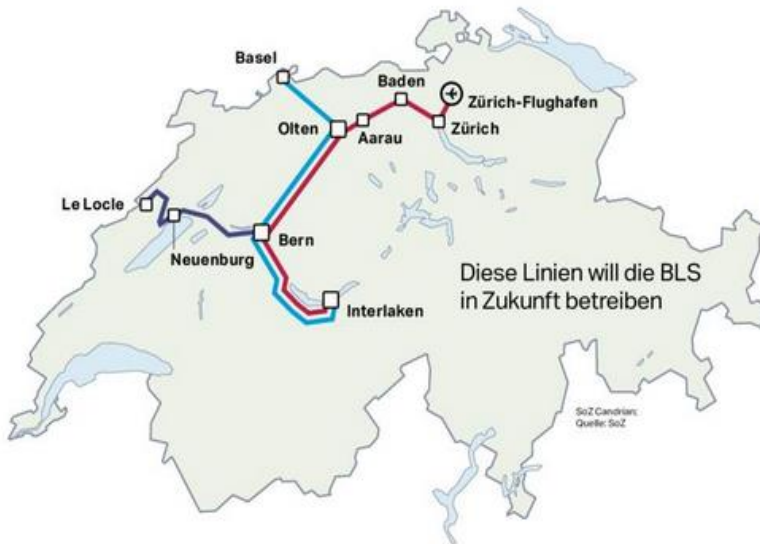 Basel
Baden
Zürich-Flughafen
Olten
Aarau
Zürich
Le Locle
Bern
Neuenburg
Diese Linien will die BLS
in Zukunft betreiben
Interlaken
SoZ Candrian;
Quelle: SoZ